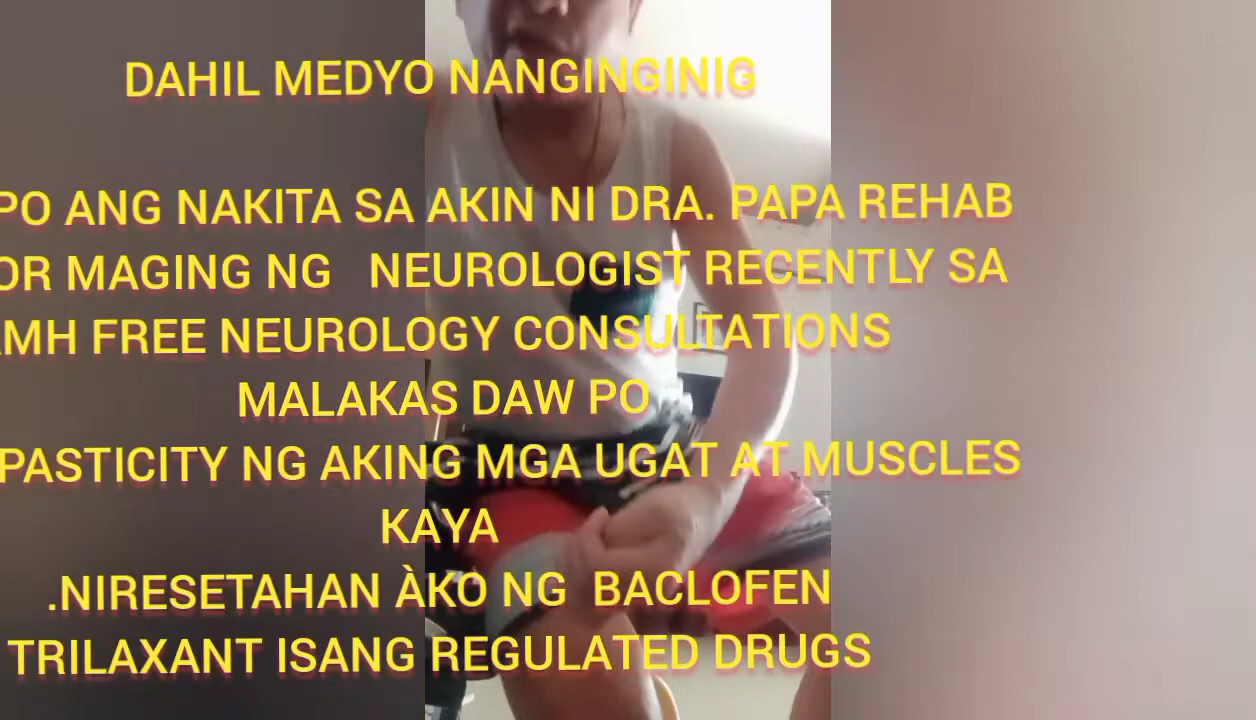 DAHIL MEDYO NANGINGINIG
PO ANG NAKITA SA AKIN NI DRA. PAPA REHAB
OR MAGING NG NEUROLOGIST RECENTLY SA
MH FREE NEUROLOGY CONSULTATIONS
MALAKAS DAW PO
PASTICITY NG AKING MGA UGAT AT MUSCLES
KAYA
.NIRESETAHAN ÀKO NG BACLOFEN
TRILAXANT ISANG REGULATED DRUGS